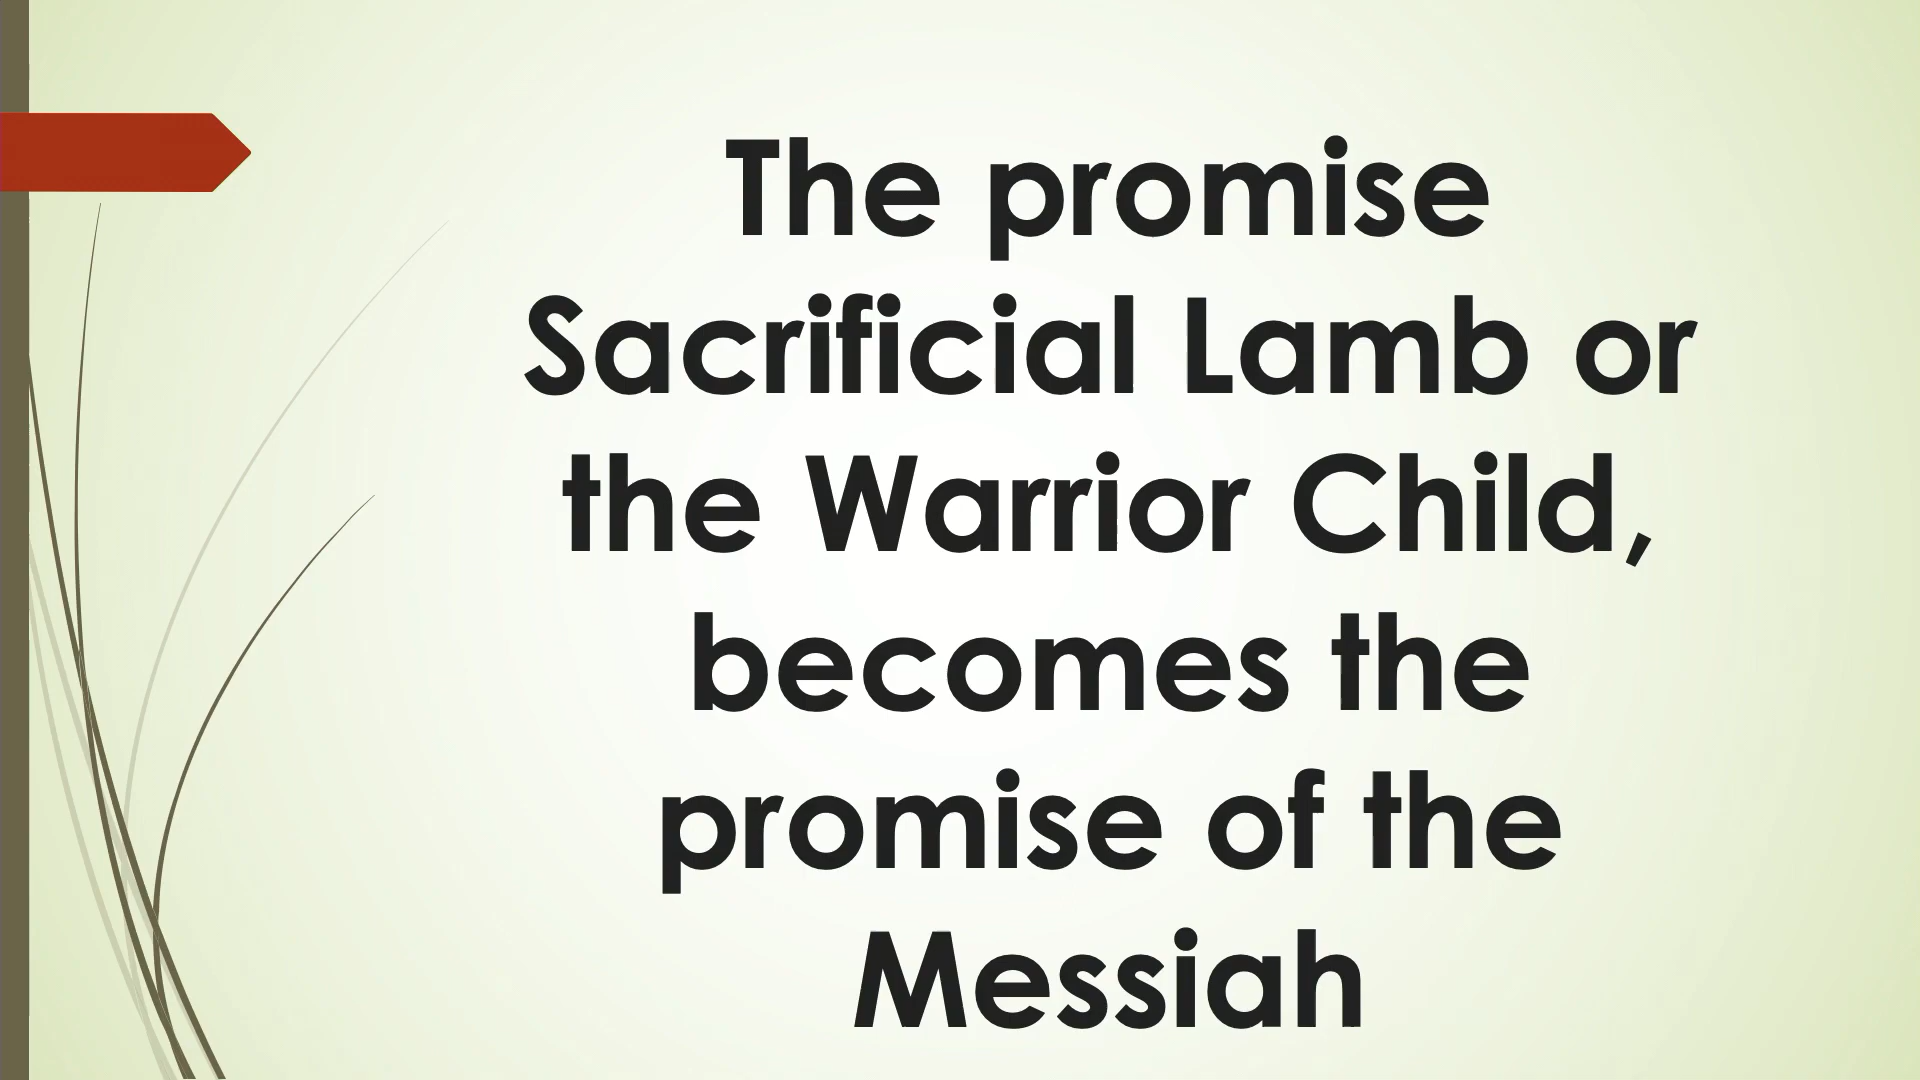 The promise
Sacrificial Lamb or
the Warrior Child,
becomes the
promise of the
Messiah